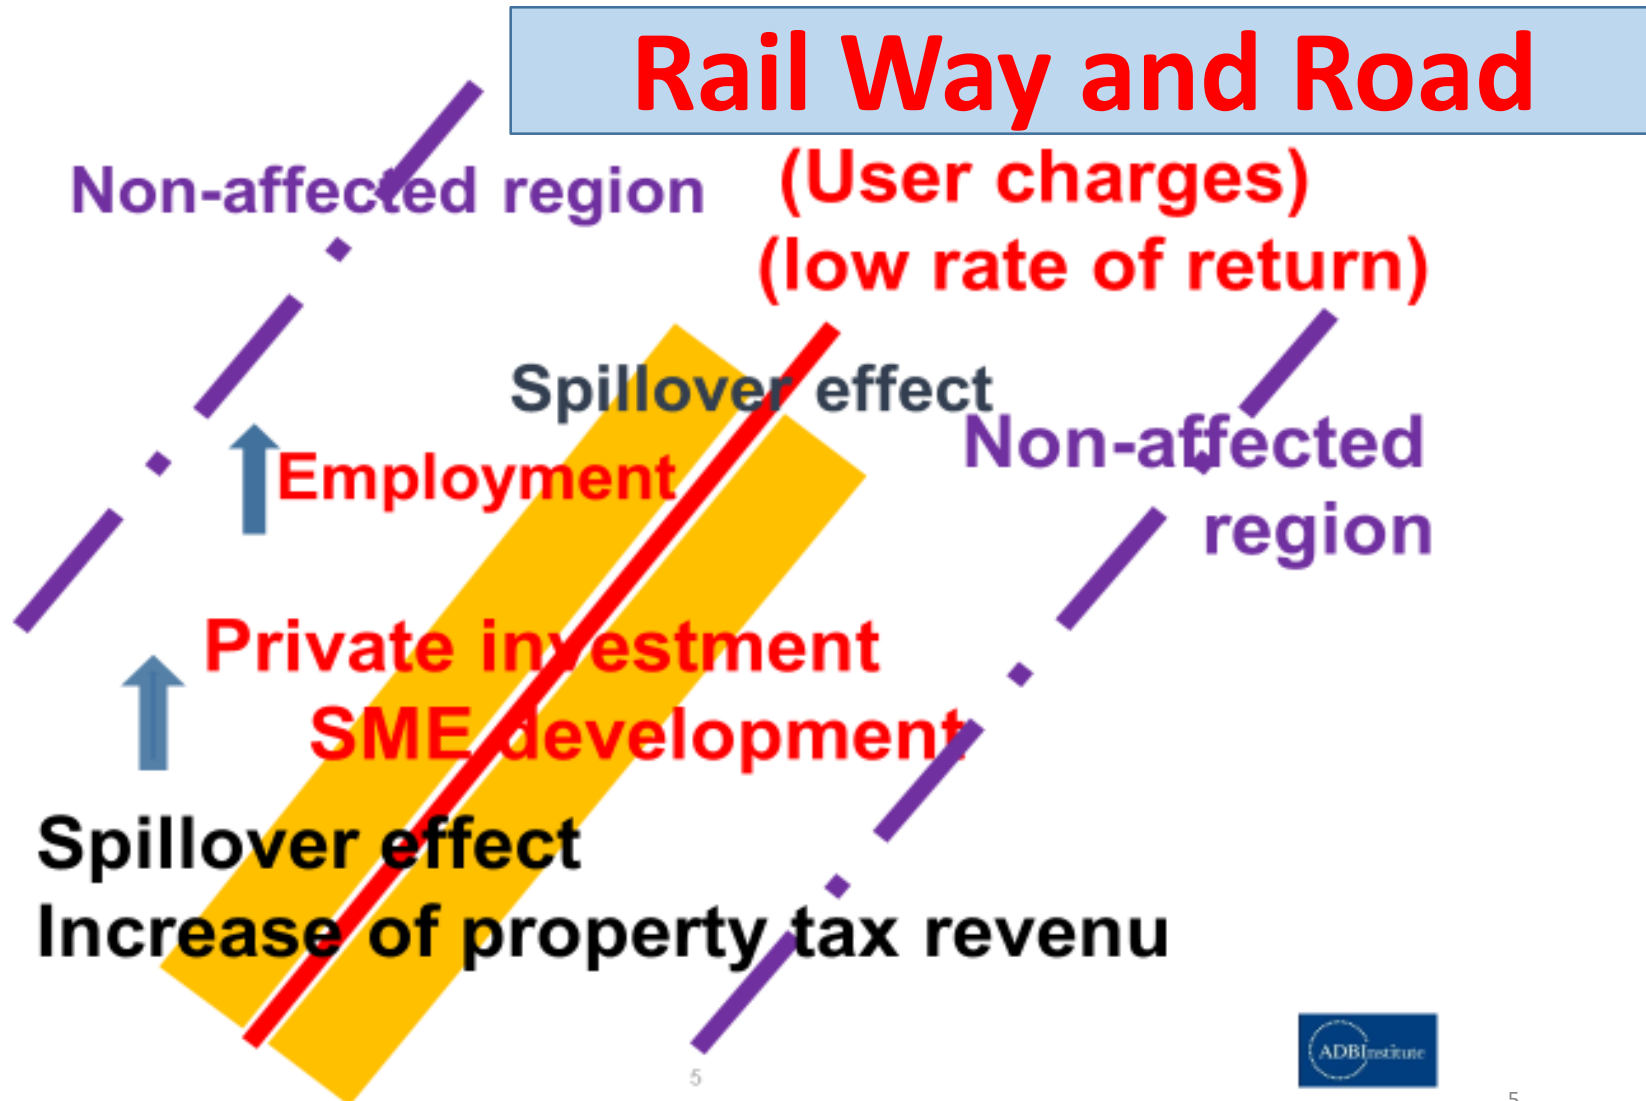 Rail Way and Road
Non-affected region
(User charges)
(low rate of return)
Spillover effect
Non-affected
region
Employment
Private investment
SME development
Spillover effect
Increase of property tax revenu
ADBInstitute
5
5